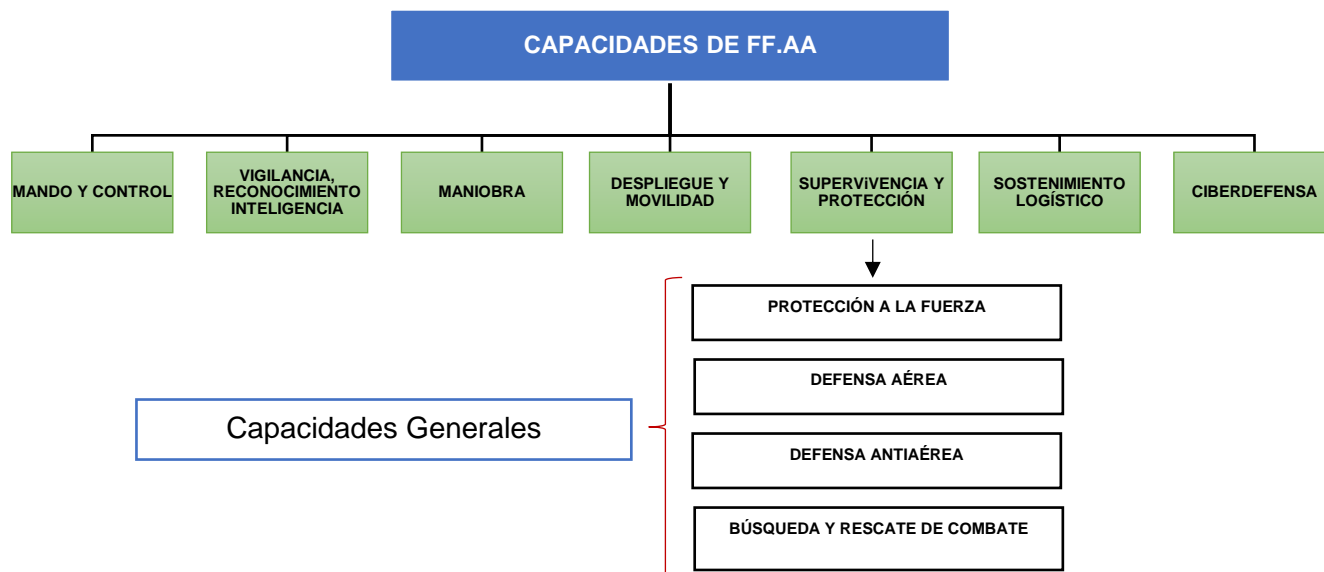 CAPACIDADES DE FF.AA
MANDO Y CONTROL
VIGILANCIA,
RECONOCIMIENTO
INTELIGENCIA
MANIOBRA
DESPLIEGUE Y
MOVILIDAD
SUPERViVENCIA Y
PROTECCIÓN
SOSTENIMIENTO
LOGÍSTICO
CIBERDEFENSA
Capacidades Generales
PROTECCIÓN A LA FUERZA
DEFENSA AÉREA
DEFENSA ANTIAÉREA
BÚSQUEDA Y RESCATE DE COMBATE